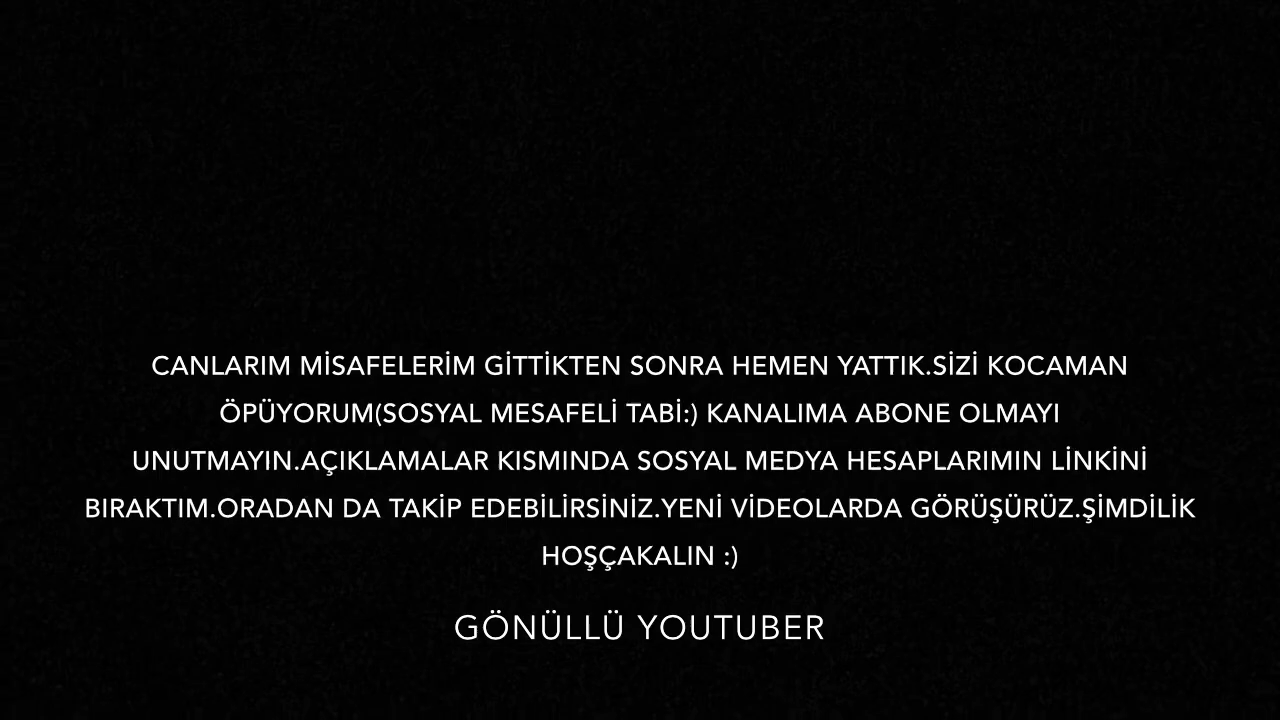 CANLARIM MİSAFELERİM GİTTİKTEN SONRA HEMEN YATTIK.SİZİ KOCAMAN
ÖPÜYORUM(SOSYAL MESAFELİ TABİ:) KANALIMA ABONE OLMAYI
UNUTMAYIN.AÇIKLAMALAR KISMINDA SOSYAL MEDYA HESAPLARIMIN LİNKİNİ
BIRAKTIM.ORADAN DA TAKİP EDEBİLİRSİNİZ.YENİ VİDEOLARDA GÖRÜŞÜRÜZ.ŞİMDİLİK
HOŞÇAKALIN :)
GÖNÜLLÜ YOUTUBER